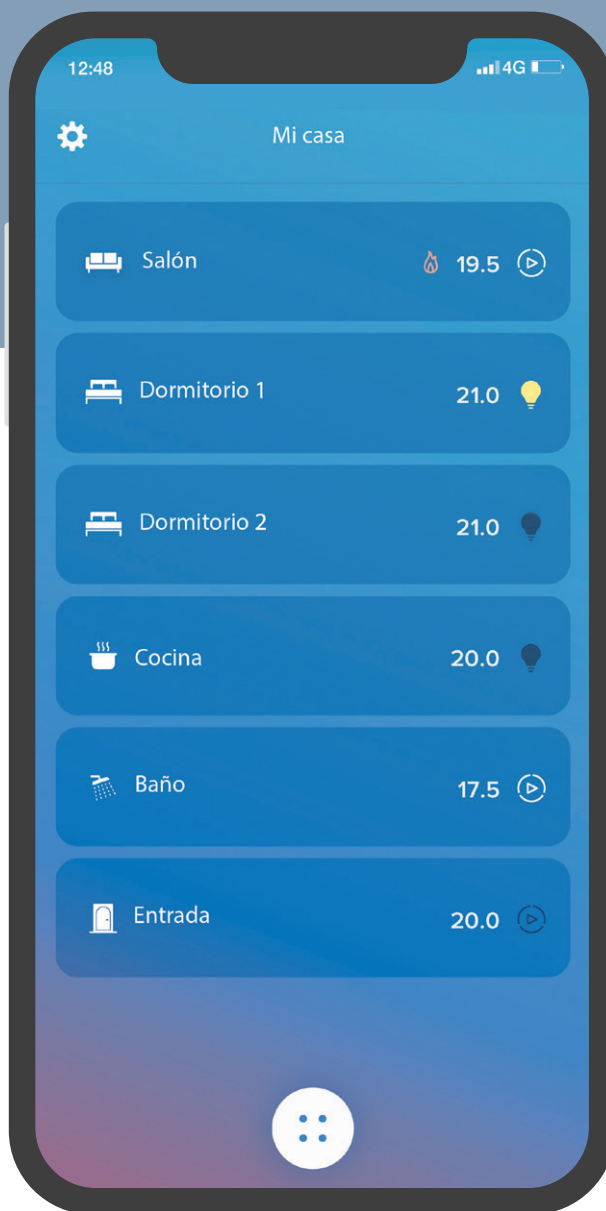 12:48 4G
Mi casa
Salón 19.5
Dormitorio 1 21.0
Dormitorio 2 21.0
Cocina 20.0
Baño 17.5
Entrada 20.0